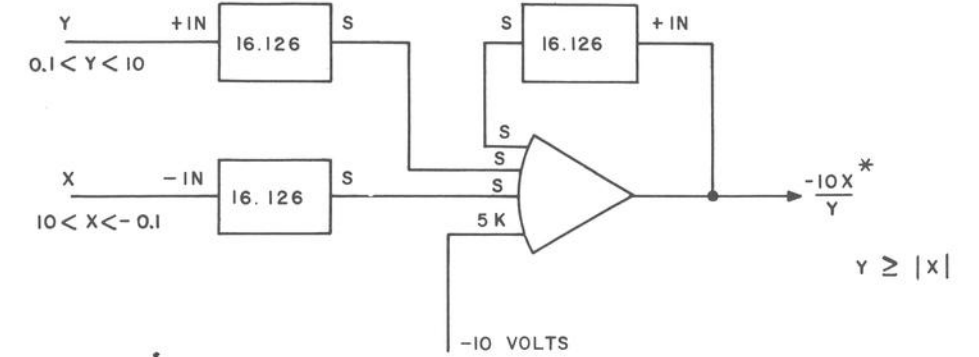 Y
+IN
S
16.126
0.1 < Y < 10
S
16.126
+IN
S
S
S
5K
X
-IN
S
16.126
10 < X < -0.1
-10X *
Y
Y ≥ |X|
-10 VOLTS